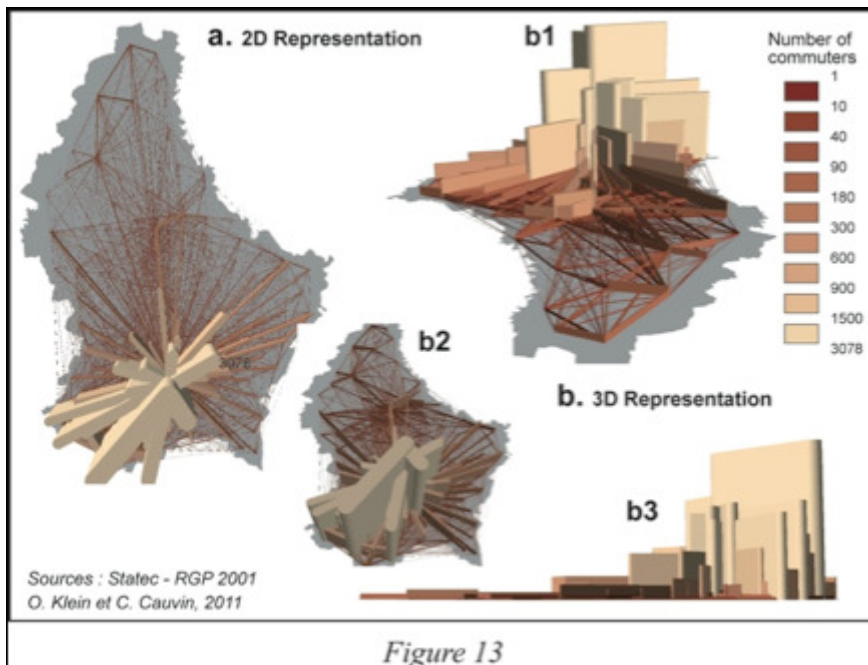 a. 2D Representation
b1
Number of
commuters
1
10
40
90
180
300
600
900
1500
3078
3078
b2
b. 3D Representation
b3
Sources : Statec - RGP 2001
O. Klein et C. Cauvin, 2011
Figure 13